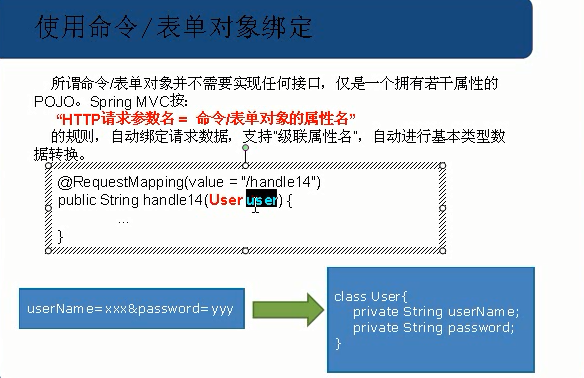 使用命令/表单对象绑定
所谓命令/表单对象并不需要实现任何接口，仅是一个拥有若干属性的
POJO。Spring MVC按:
“HTTP请求参数名 = 命令/表单对象的属性名”
的规则，自动绑定请求数据，支持“级联属性名”，自动进行基本类型数
据转换。
@RequestMapping(value = "/handle14")
public String handle14(User user) {
...
}
userName=xxx&password=yyy
class User{
private String userName;
private String password;
}